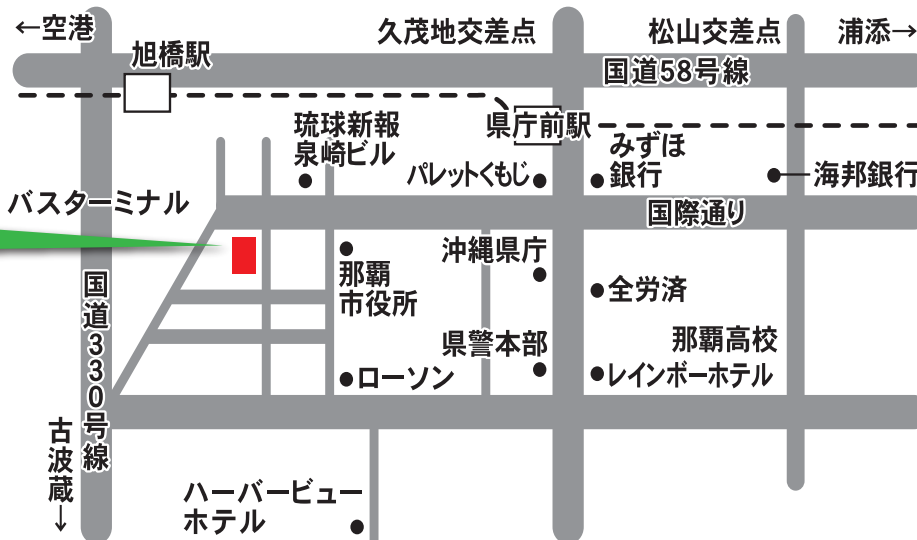 ←空港
久茂地交差点
松山交差点
浦添→
旭橋駅
国道58号線
琉球新報
泉崎ビル
県庁前駅
みずほ
銀行
パレットくもじ
海邦銀行
バスターミナル
国際通り
沖縄県庁
那覇
市役所
全労済
国道330号線
県警本部
那覇高校
ローソン
レインボーホテル
古波蔵→
ハーバービュー
ホテル